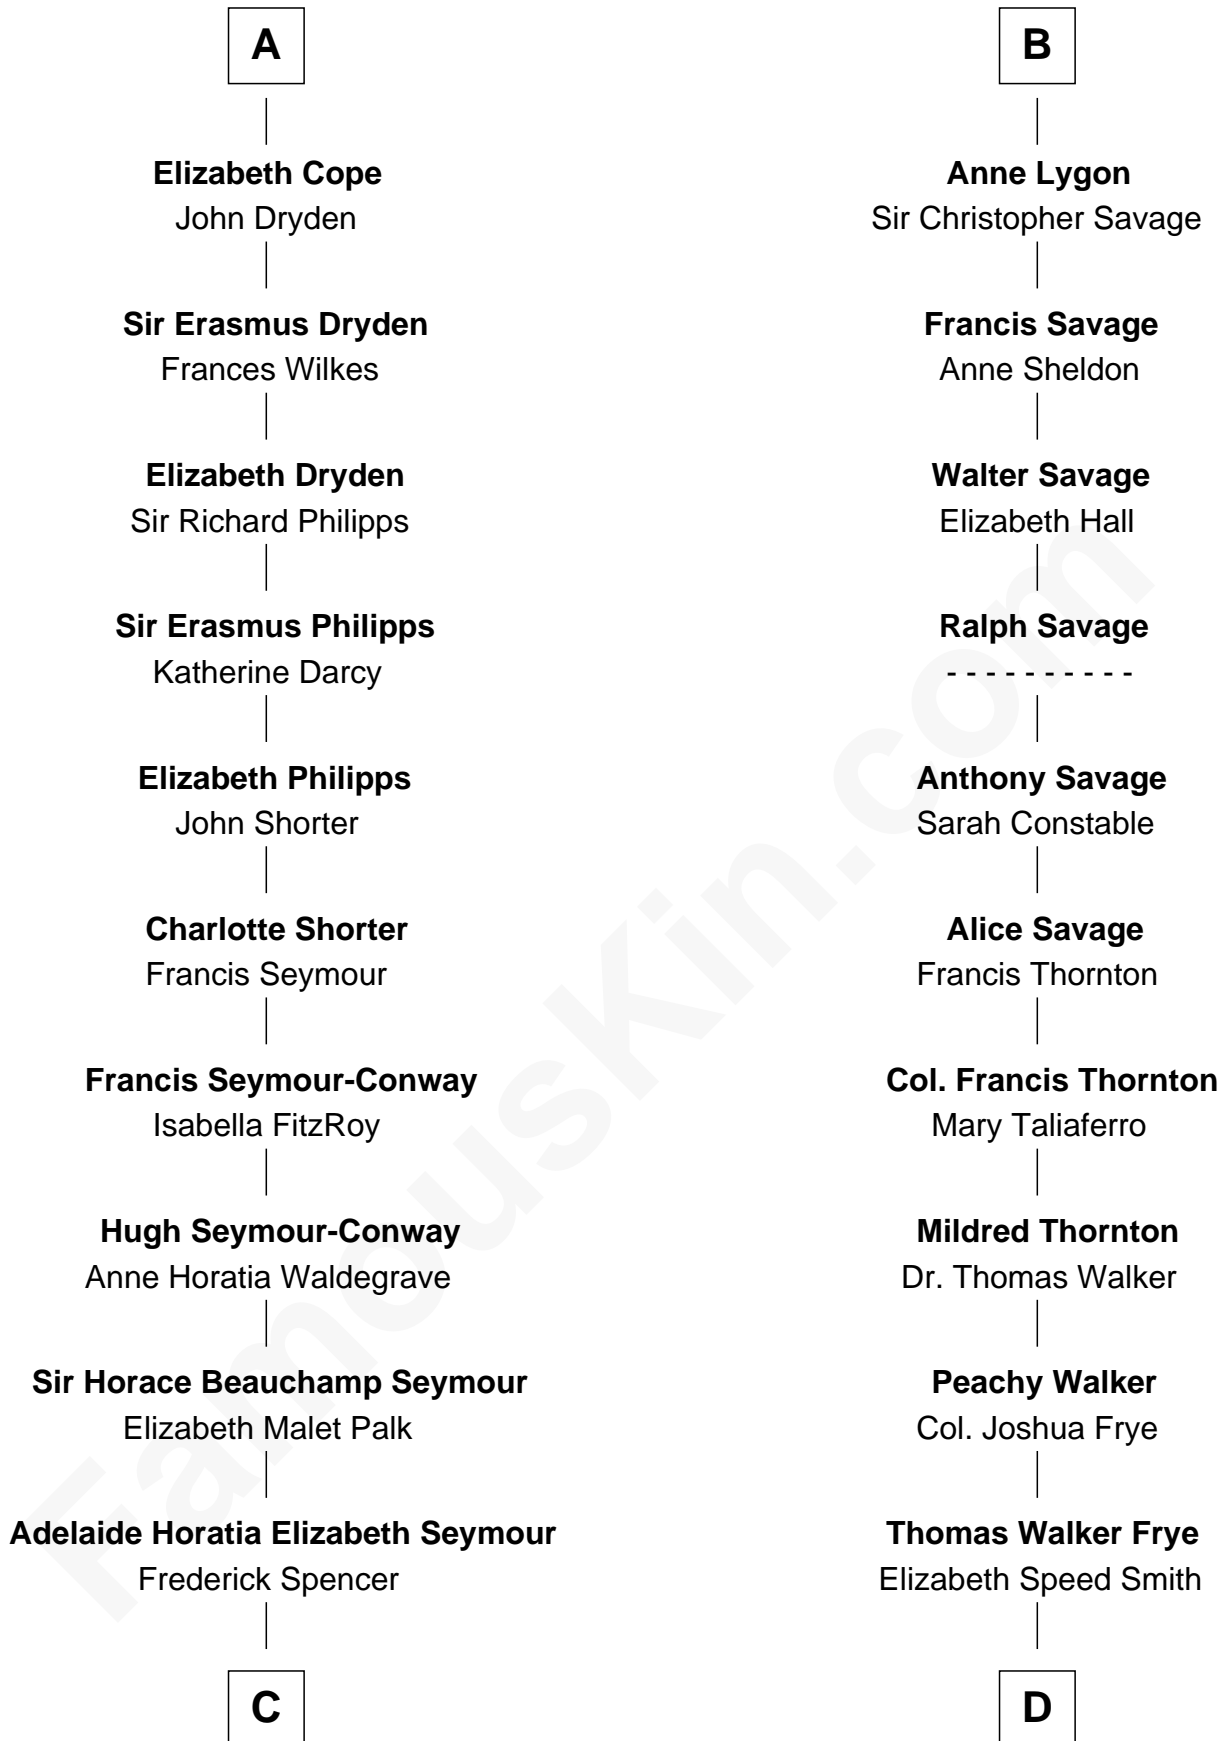 A
Elizabeth Cope
John Dryden
Sir Erasmus Dryden
Frances Wilkes
Elizabeth Dryden
Sir Richard Philipps
Sir Erasmus Philipps
Katherine Darcy
Elizabeth Philipps
John Shorter
Charlotte Shorter
Francis Seymour
Francis Seymour-Conway
Isabella FitzRoy
Hugh Seymour-Conway
Anne Horatia Waldegrave
Sir Horace Beauchamp Seymour
Elizabeth Malet Palk
Adelaide Horatia Elizabeth Seymour
Frederick Spencer
C
B
Anne Lygon
Sir Christopher Savage
Francis Savage
Anne Sheldon
Walter Savage
Elizabeth Hall
Ralph Savage
- - - - - - - - - -
Anthony Savage
Sarah Constable
Alice Savage
Francis Thornton
Col. Francis Thornton
Mary Taliaferro
Mildred Thornton
Dr. Thomas Walker
Peachy Walker
Col. Joshua Frye
Thomas Walker Frye
Elizabeth Speed Smith
D
FamousKin.com